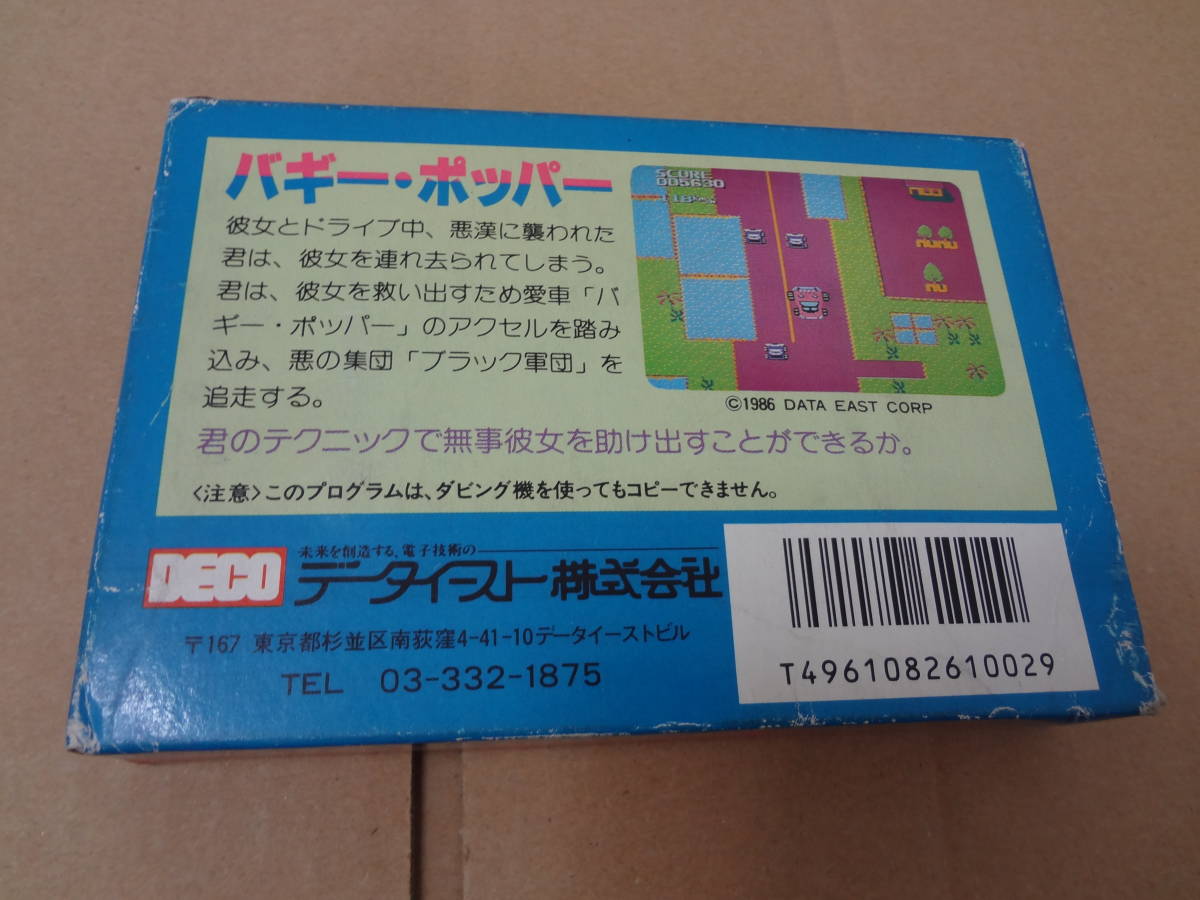 バギー・ポッパー
彼女とドライブ中、悪漢に襲われた
君は、彼女を連れ去られてしまう。
君は、彼女を救い出すため愛車「バ
ギー・ポッパー」のアクセルを踏み
込み、悪の集団「ブラック軍団」を
追走する。
SCORE
005630
©1986 DATA EAST CORP
君のテクニックで無事彼女を助け出すことができるか。
〈注意〉このプログラムは、ダビング機を使ってもコピーできません。
DECO
未来を創造する、電子技術の
データイースト株式会社
〒167 東京都杉並区南荻窪4-41-10データイーストビル
TEL 03-332-1875
T4961082610029